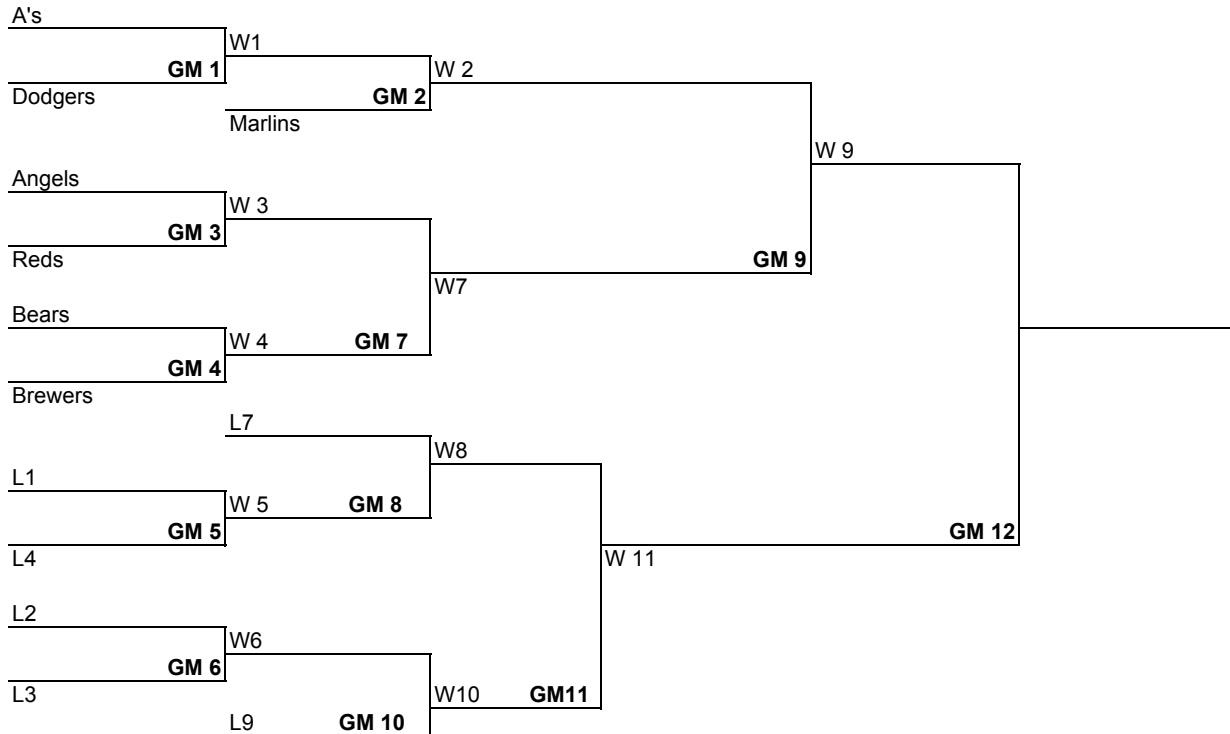 A's
W1
GM 1
W 2
Dodgers
GM 2
Marlins
W 9
Angels
W 3
GM 3
Reds
GM 9
W7
Bears
W 4
GM 7
GM 4
Brewers
L7
W8
L1
W 5
GM 8
GM 5
GM 12
L4
W 11
L2
W6
GM 6
L3
W10
GM11
L9
GM 10